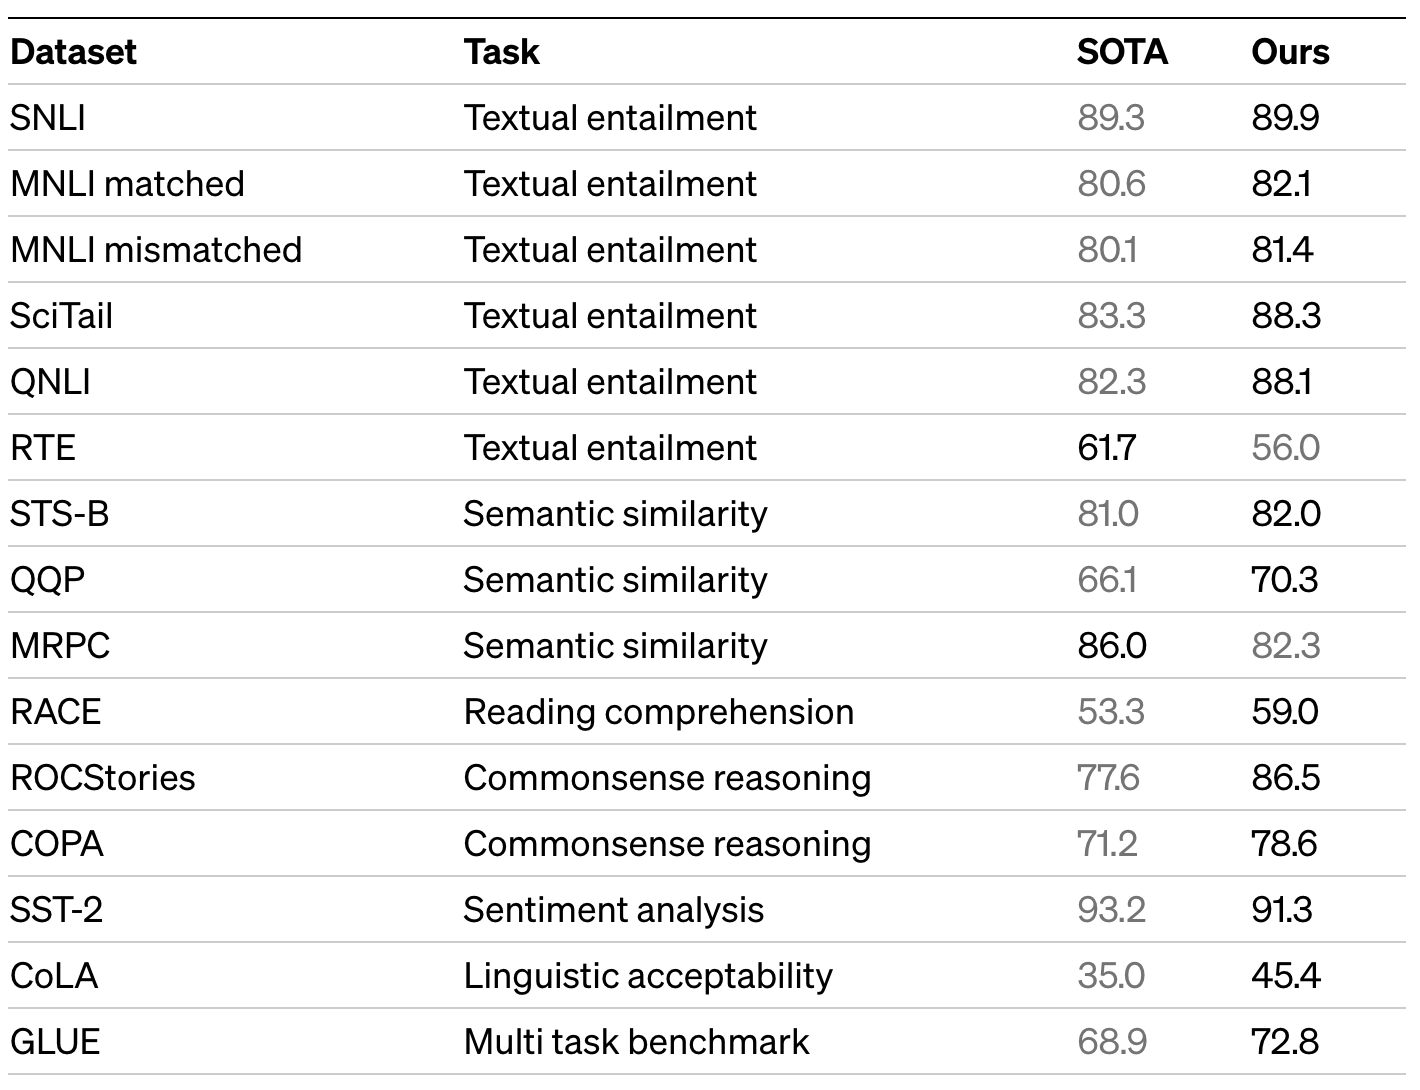 Dataset Task SOTA Ours
SNLI Textual entailment 89.3 89.9
MNLI matched Textual entailment 80.6 82.1
MNLI mismatched Textual entailment 80.1 81.4
SciTail Textual entailment 83.3 88.3
QNLI Textual entailment 82.3 88.1
RTE Textual entailment 61.7 56.0
STS-B Semantic similarity 81.0 82.0
QQP Semantic similarity 66.1 70.3
MRPC Semantic similarity 86.0 82.3
RACE Reading comprehension 53.3 59.0
ROCStories Commonsense reasoning 77.6 86.5
COPA Commonsense reasoning 71.2 78.6
SST-2 Sentiment analysis 93.2 91.3
CoLA Linguistic acceptability 35.0 45.4
GLUE Multi task benchmark 68.9 72.8